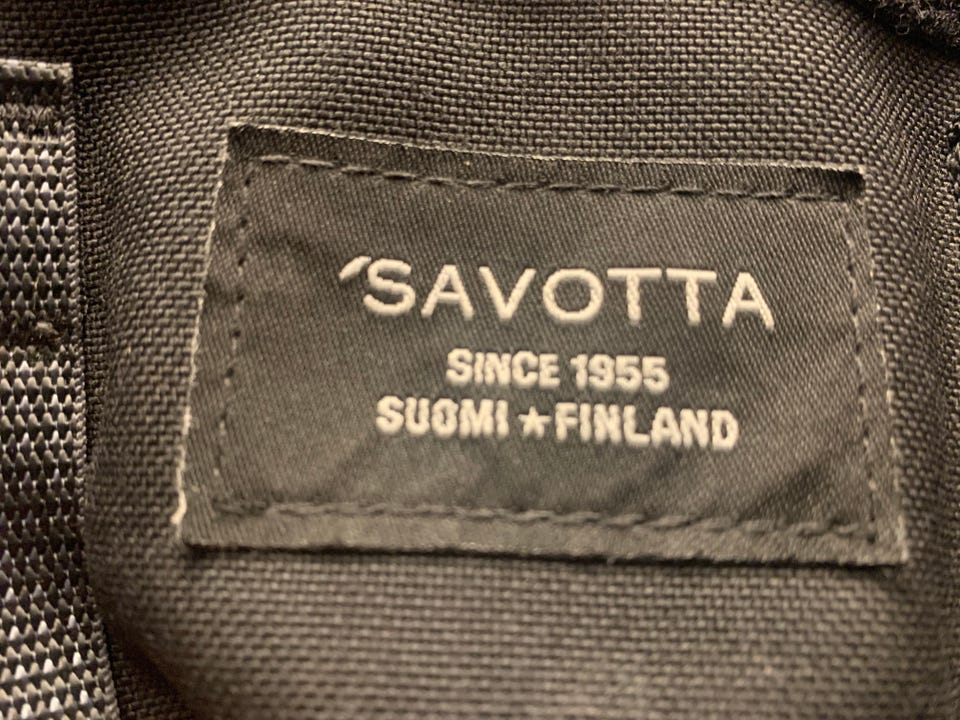 ´SAVOTTA
SINCE 1955
SUOMI★FINLAND